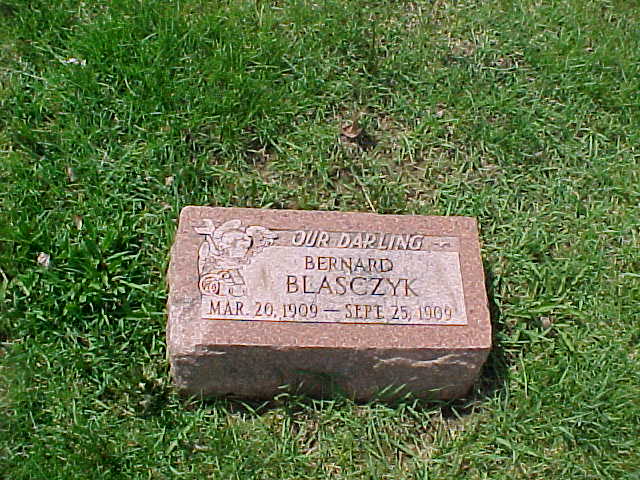 OUR DARLING
BERNARD
BLASCZYK
MAR. 20, 1909 — SEPT. 25, 1909